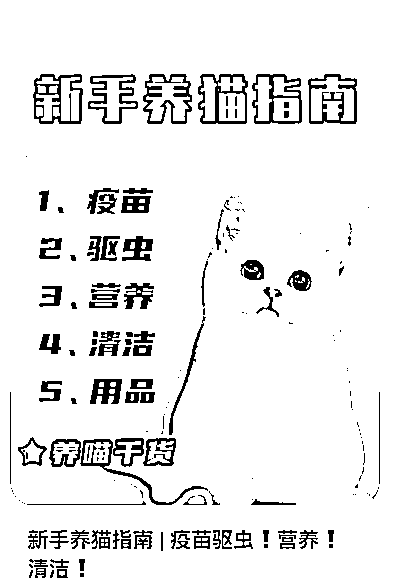 新手养猫指南
1、疫苗
2、驱虫
3、营养
4、清洁
5、用品
养喵干货
新手养猫指南 | 疫苗驱虫！营养！
清洁！